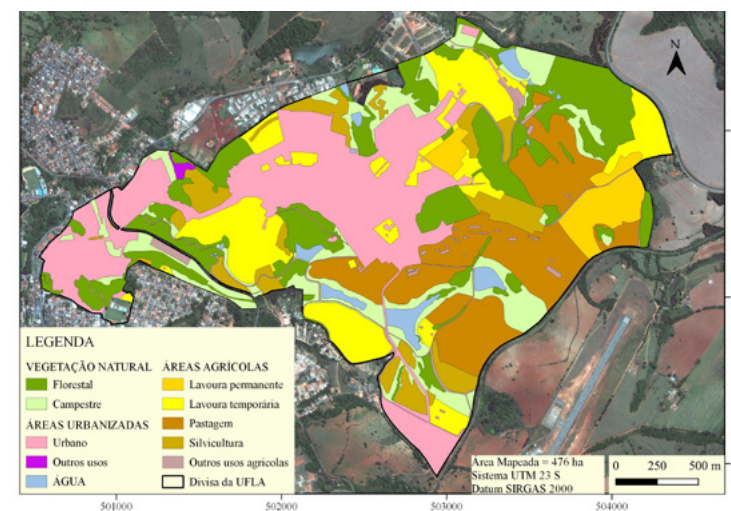 N
LEGENDA
VEGETAÇÃO NATURAL
Florestal
Campestre
ÁREAS URBANIZADAS
Urbano
Outros usos
ÁGUA
ÁREAS AGRÍCOLAS
Lavoura permanente
Lavoura temporária
Pastagem
Silvicultura
Outros usos agrícolas
Divisa da UFLA
Área Mapeada = 476 ha
Sistema UTM 23 S
Datum SIRGAS 2000
0 250 500 m
501000 502000 503000 504000